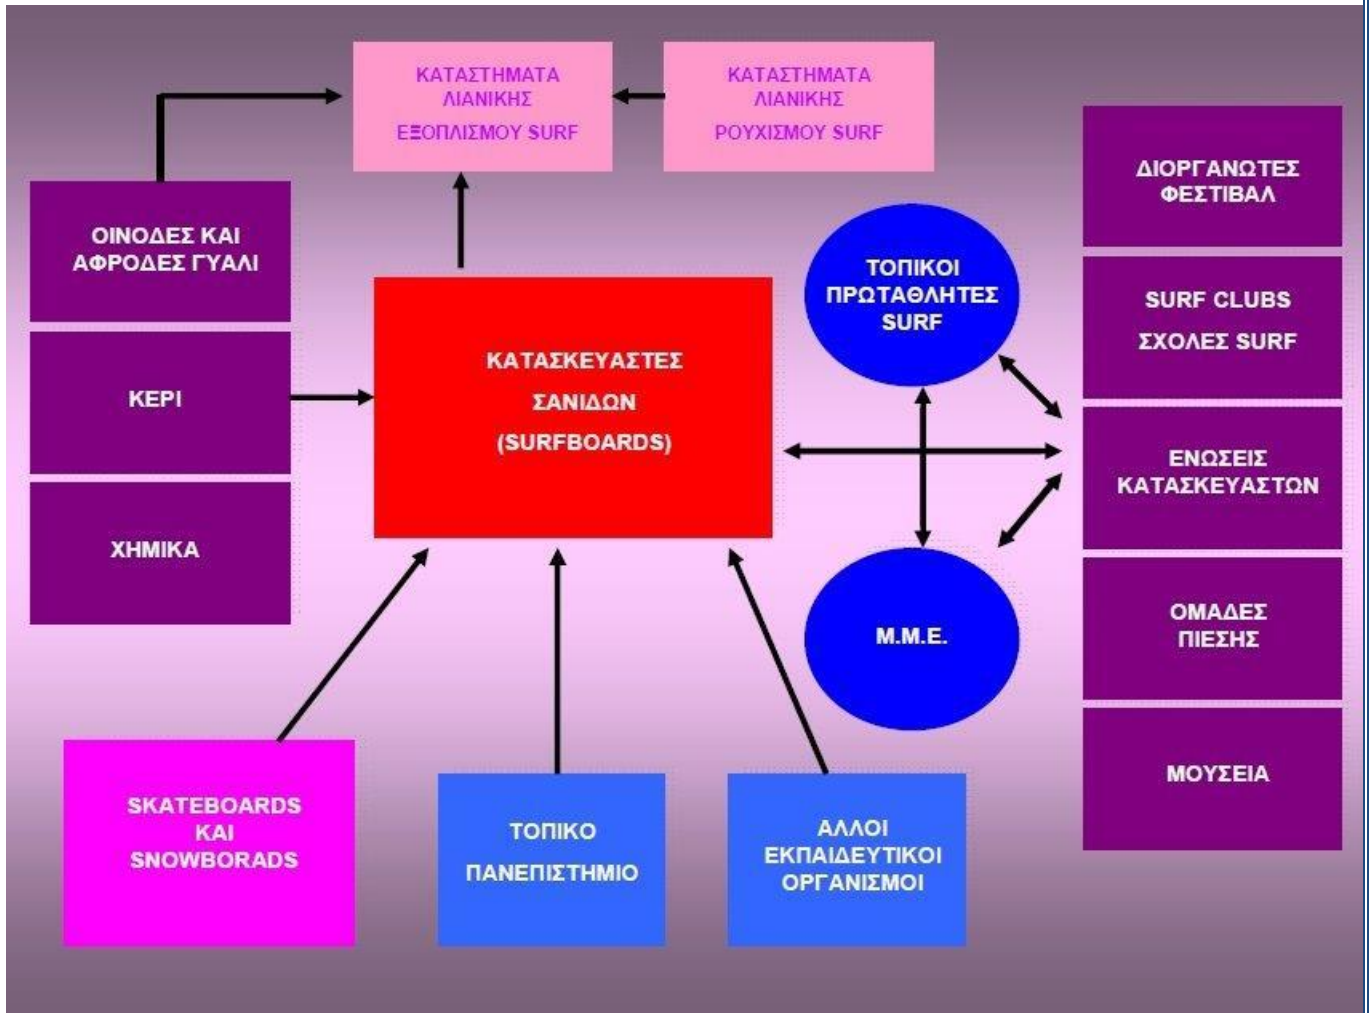 ΚΑΤΑΣΤΗΜΑΤΑ
ΛΙΑΝΙΚΗΣ
ΕΞΟΠΛΙΣΜΟΥ SURF
ΚΑΤΑΣΤΗΜΑΤΑ
ΛΙΑΝΙΚΗΣ
ΡΟΥΧΙΣΜΟΥ SURF
ΟΙΝΟΔΕΣ ΚΑΙ
ΑΦΡΟΔΕΣ ΓΥΑΛΙ
ΚΕΡΙ
ΧΗΜΙΚΑ
ΚΑΤΑΣΚΕΥΑΣΤΕΣ
ΣΑΝΙΔΩΝ
(SURFBOARDS)
ΤΟΠΙΚΟΙ
ΠΡΩΤΑΘΛΗΤΕΣ
SURF
Μ.Μ.Ε.
ΔΙΟΡΓΑΝΩΤΕΣ
ΦΕΣΤΙΒΑΛ
SURF CLUBS
ΣΧΟΛΕΣ SURF
ΕΝΩΣΕΙΣ
ΚΑΤΑΣΚΕΥΑΣΤΩΝ
ΟΜΑΔΕΣ
ΠΙΕΣΗΣ
ΜΟΥΣΕΙΑ
SKATEBOARDS
ΚΑΙ
SNOWBORADS
ΤΟΠΙΚΟ
ΠΑΝΕΠΙΣΤΗΜΙΟ
ΑΛΛΟΙ
ΕΚΠΑΙΔΕΥΤΙΚΟΙ
ΟΡΓΑΝΙΣΜΟΙ